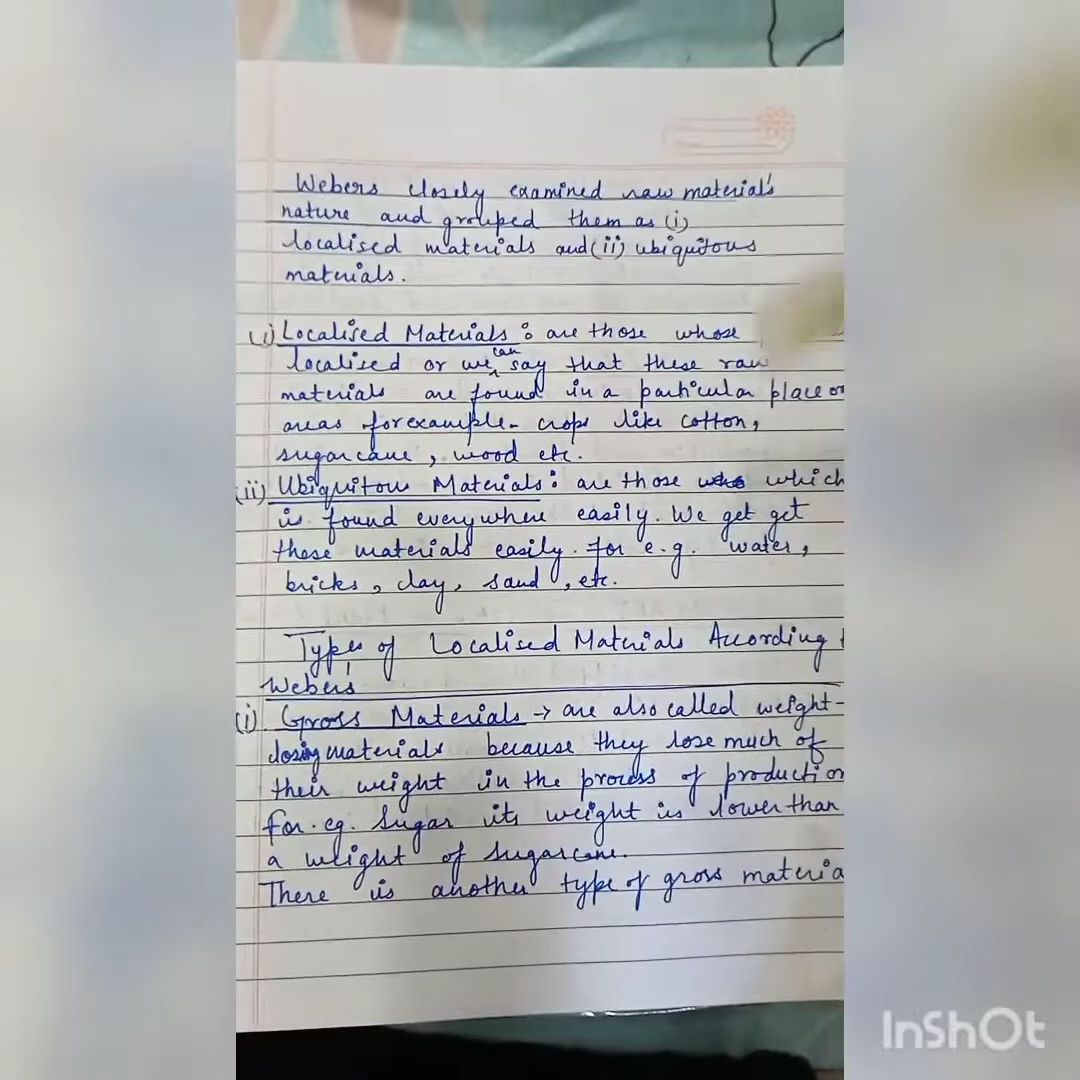 Webers closely examined raw material's
nature and grouped them as (i)
localised materials and (ii) ubiquitous
materials.
(i) Localised Materials : are those whose
localised or we can say that these raw
materials are found in a particular place or
areas for example - crops like cotton,
sugarcane, wood etc.
(ii) Ubiquitous Materials : are those which
is found everywhere easily. We get get
these materials easily. for e.g. water,
bricks, clay, sand, etc.
Types of Localised Materials According
Webers'
(i) Gross Materials → are also called weight-
losing materials because they lose much of
their weight in the process of production
for. eg. Sugar its weight is lower than
a weight of sugarcane.
There is another type of gross materia
InShOt